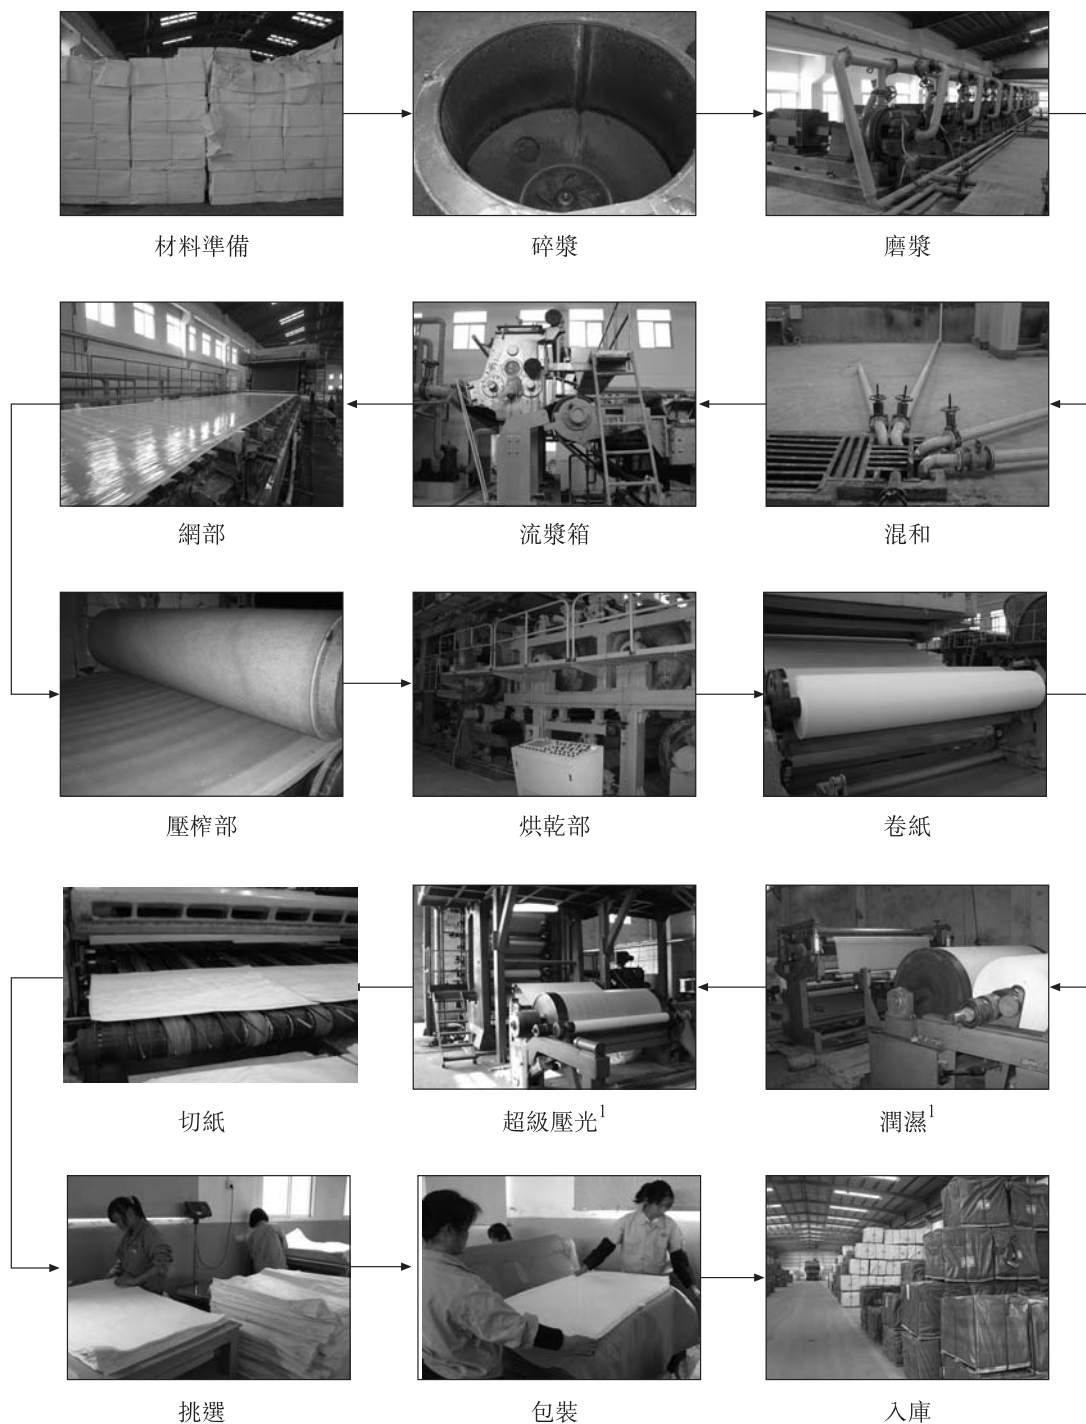 材料準備
碎漿
磨漿
網部
流漿箱
混和
壓榨部
烘乾部
卷紙
切紙
超級壓光1
潤濕1
挑選
包裝
入庫